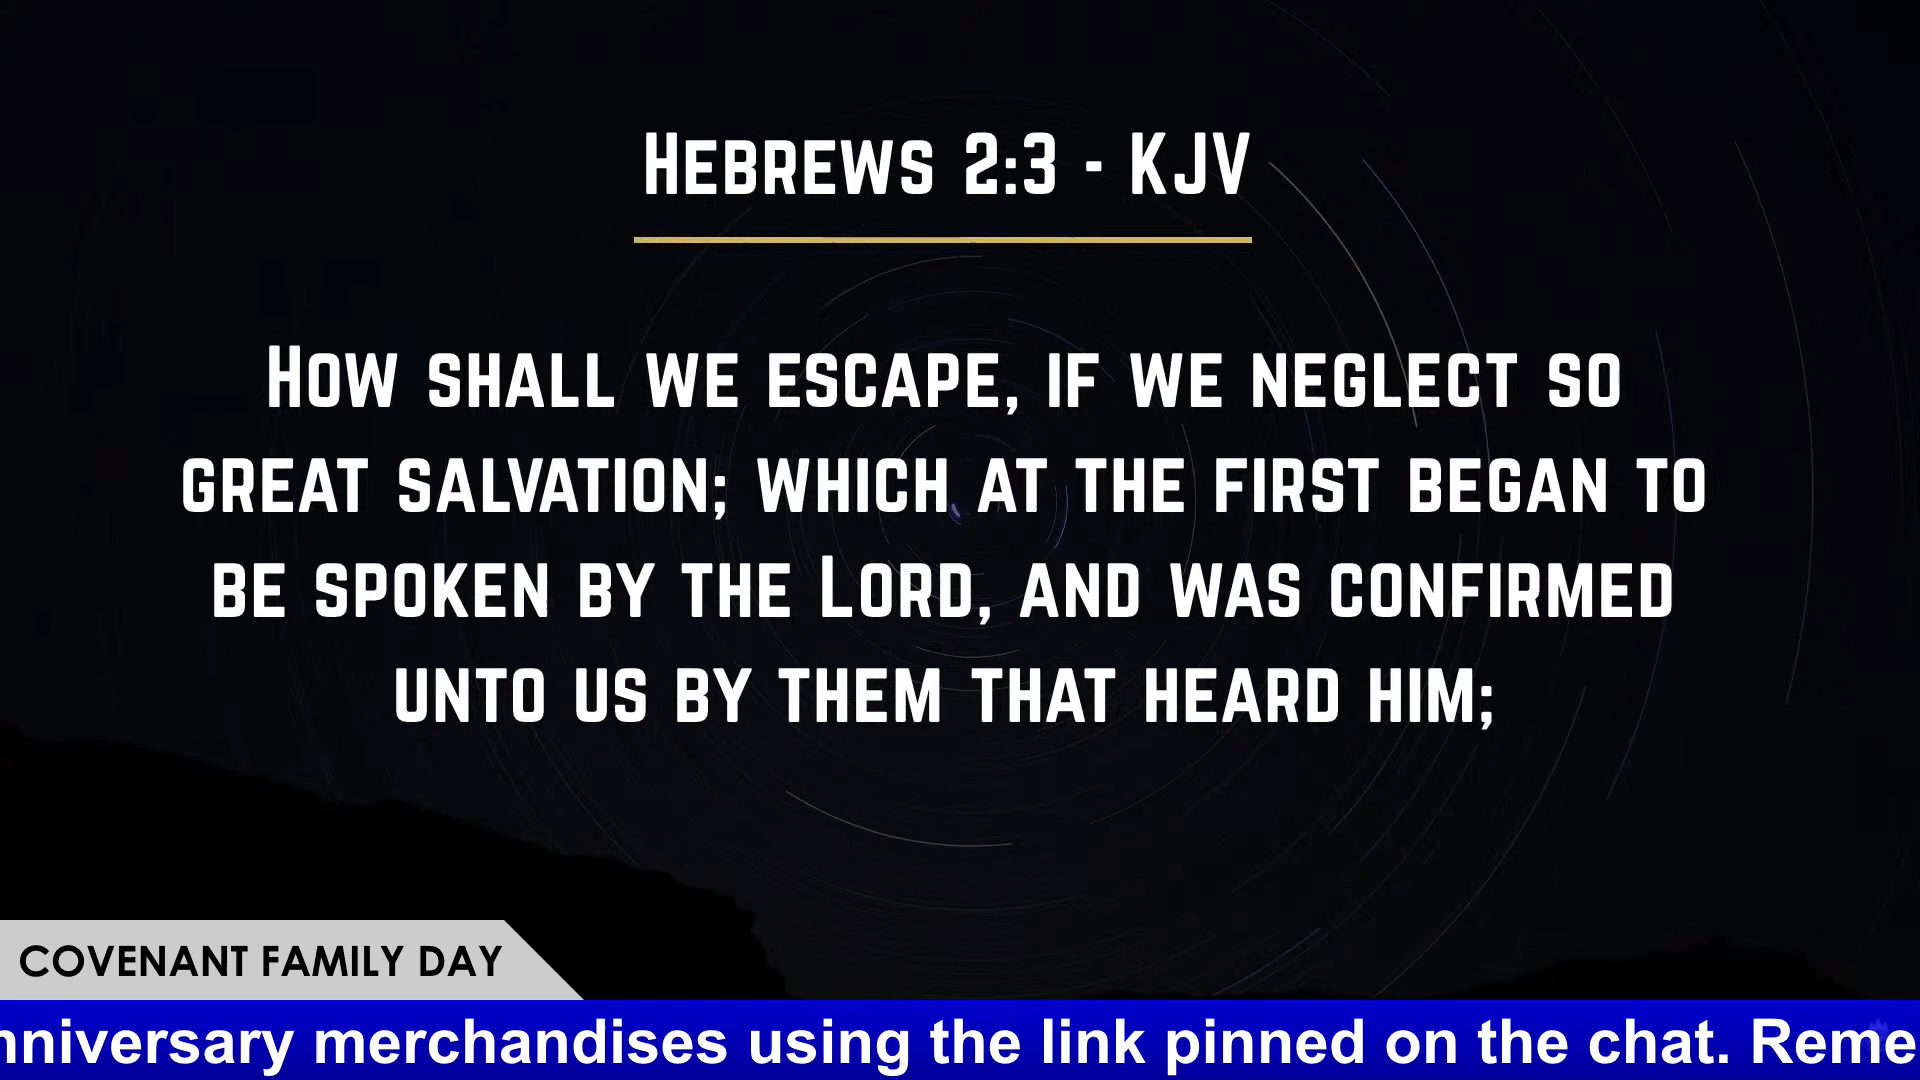 Hebrews 2:3 - KJV
How shall we escape, if we neglect so
great salvation; which at the first began to
be spoken by the Lord, and was confirmed
unto us by them that heard him;
COVENANT FAMILY DAY
nniversary merchandises using the link pinned on the chat. Reme